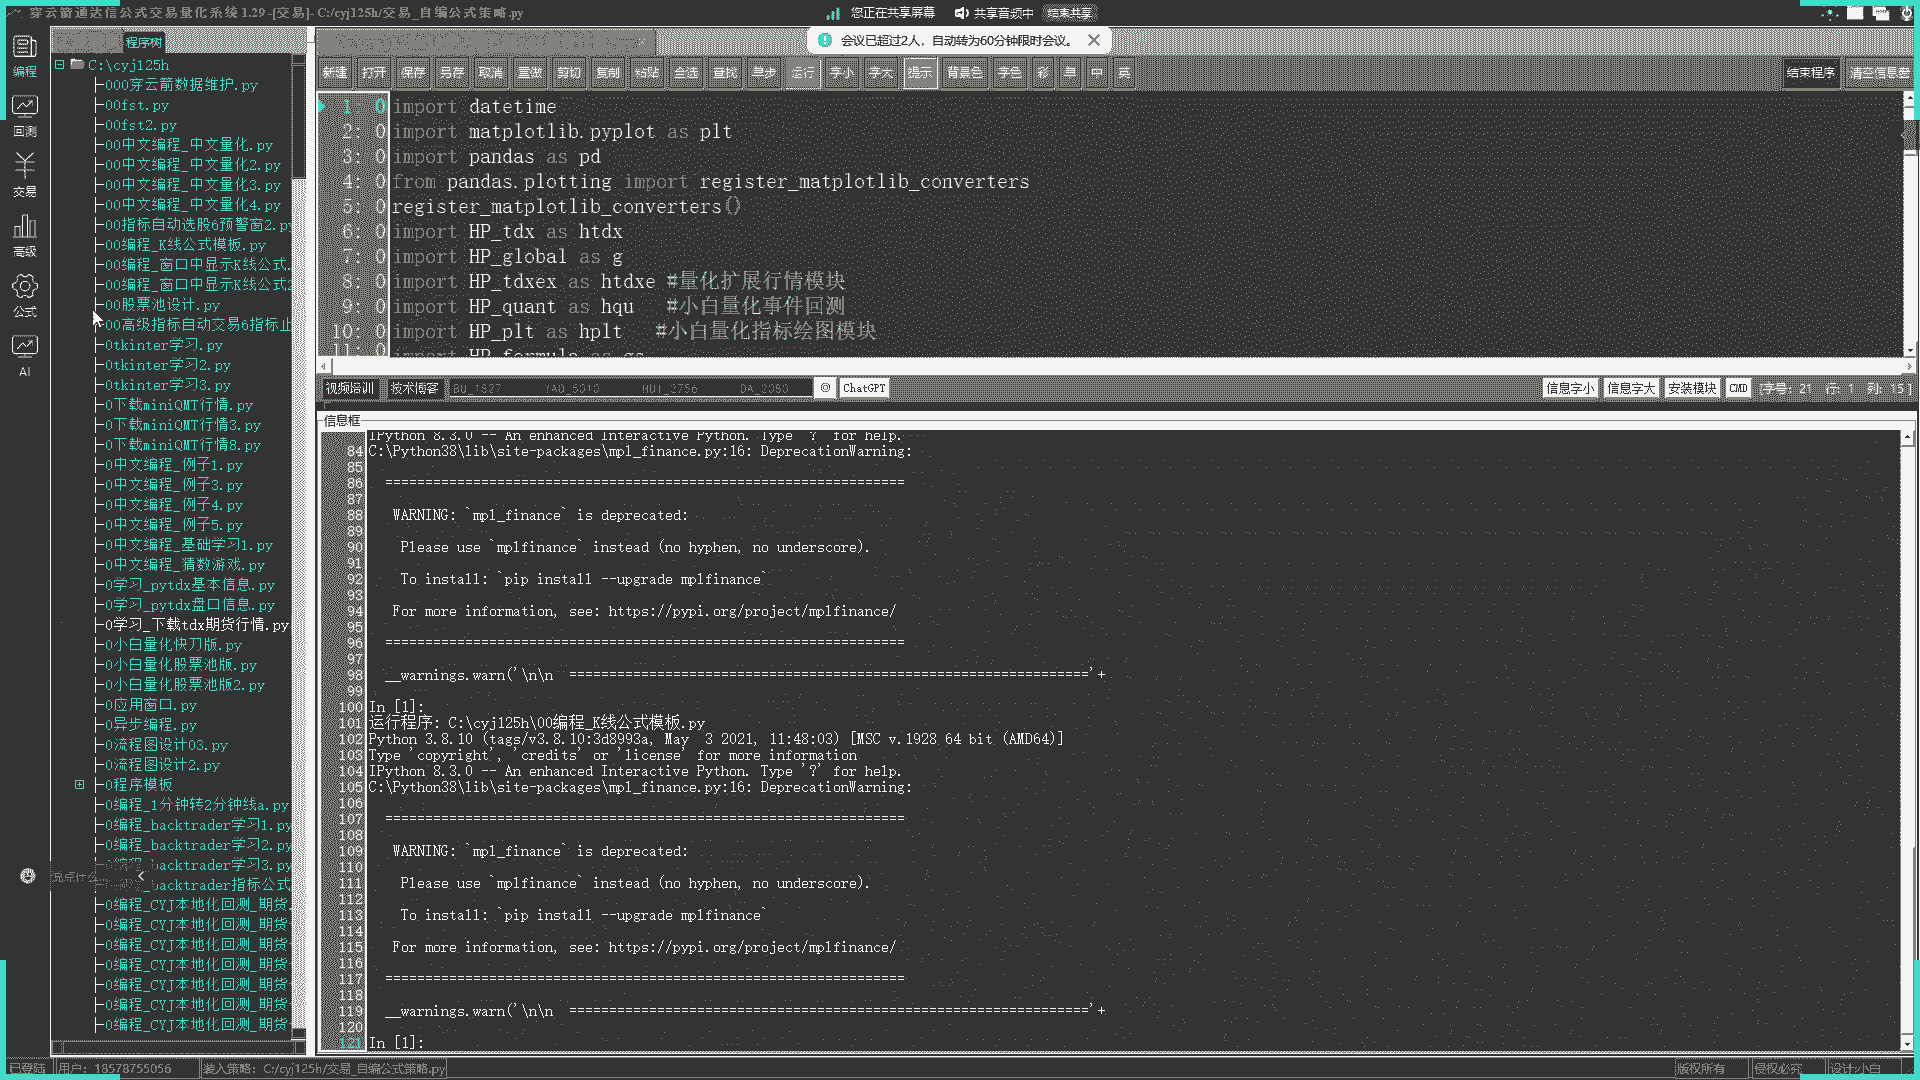 穿云箭通达信公式交易量化系统 1.29 -[交易]- C:/cyj125h/交易_自编公式策略.py
您正在共享屏幕 共享音频中 结束共享
会议已超过2人，自动转为60分钟限时会议。
编程
回测
交易
高级
公式
AI
程序树
C:\cyj125h
000穿云箭数据维护.py
00fst.py
00fst2.py
00中文编程_中文量化.py
00中文编程_中文量化2.py
00中文编程_中文量化3.py
00中文编程_中文量化4.py
00指标自动选股6预警窗2.py
00编程_K线公式模板.py
00编程_窗口中显示K线公式.
00编程_窗口中显示K线公式2
00股票池设计.py
00高级指标自动交易6指标止
0tkinter学习.py
0tkinter学习2.py
0tkinter学习3.py
0下载miniQMT行情.py
0下载miniQMT行情3.py
0下载miniQMT行情8.py
0中文编程_例子1.py
0中文编程_例子3.py
0中文编程_例子4.py
0中文编程_例子5.py
0中文编程_基础学习1.py
0中文编程_猜数游戏.py
0学习_pytdx基本信息.py
0学习_pytdx盘口信息.py
0学习_下载tdx期货行情.py
0小白量化快刀版.py
0小白量化股票池版.py
0小白量化股票池版2.py
0应用窗口.py
0异步编程.py
0流程图设计03.py
0流程图设计2.py
0程序模板
0编程_1分钟转2分钟线a.py
0编程_backtrader学习1.py
0编程_backtrader学习2.py
0编程_backtrader学习3.py
_backtrader指标公式
0编程_CYJ本地化回测_期货
0编程_CYJ本地化回测_期货
0编程_CYJ本地化回测_期货
0编程_CYJ本地化回测_期货
0编程_CYJ本地化回测_期货
0编程_CYJ本地化回测_期货
0编程_CYJ本地化回测_期货
新建 打开 保存 另存 取消 重做 剪切 复制 粘贴 全选 查找 单步 运行 字小 字大 提示 背景色 字色 彩 单 中 英 结束程序 清空信息框
1: 0 import datetime
2: 0 import matplotlib.pyplot as plt
3: 0 import pandas as pd
4: 0 from pandas.plotting import register_matplotlib_converters
5: 0 register_matplotlib_converters()
6: 0 import HP_tdx as htdx
7: 0 import HP_global as g
8: 0 import HP_tdxex as htdxe #量化扩展行情模块
9: 0 import HP_quant as hqu #小白量化事件回测
10: 0 import HP_plt as hplt #小白量化指标绘图模块
11: 0 import HP_formula as gs
视频培训 技术博客 BU_1827 YAO_5010 HUI_2756 DA_2080 @ ChatGPT 信息字小 信息字大 安装模块 CMD [字号: 21 行: 1 列: 15 ]
信息框
IPython 8.3.0 -- An enhanced Interactive Python. Type '?' for help.
84 C:\Python38\lib\site-packages\mpl_finance.py:16: DeprecationWarning:
85
86 =================================================================
87
88 WARNING: `mpl_finance` is deprecated:
89
90 Please use `mplfinance` instead (no hyphen, no underscore).
91
92 To install: `pip install --upgrade mplfinance`
93
94 For more information, see: https://pypi.org/project/mplfinance/
95
96 =================================================================
97
98 __warnings.warn('\n\n ================================================================='+
99
100 In [1]:
101 运行程序: C:\cyj125h\00编程_K线公式模板.py
102 Python 3.8.10 (tags/v3.8.10:3d8993a, May 3 2021, 11:48:03) [MSC v.1928 64 bit (AMD64)]
103 Type 'copyright', 'credits' or 'license' for more information
104 IPython 8.3.0 -- An enhanced Interactive Python. Type '?' for help.
105 C:\Python38\lib\site-packages\mpl_finance.py:16: DeprecationWarning:
106
107 =================================================================
108
109 WARNING: `mpl_finance` is deprecated:
110
111 Please use `mplfinance` instead (no hyphen, no underscore).
112
113 To install: `pip install --upgrade mplfinance`
114
115 For more information, see: https://pypi.org/project/mplfinance/
116
117 =================================================================
118
119 __warnings.warn('\n\n ================================================================='+
120
121 In [1]:
说点什么...
已登陆 用户: 18578755056 装入策略: C:/cyj125h/交易_自编公式策略.py 版权所有 侵权必究 设计:小白